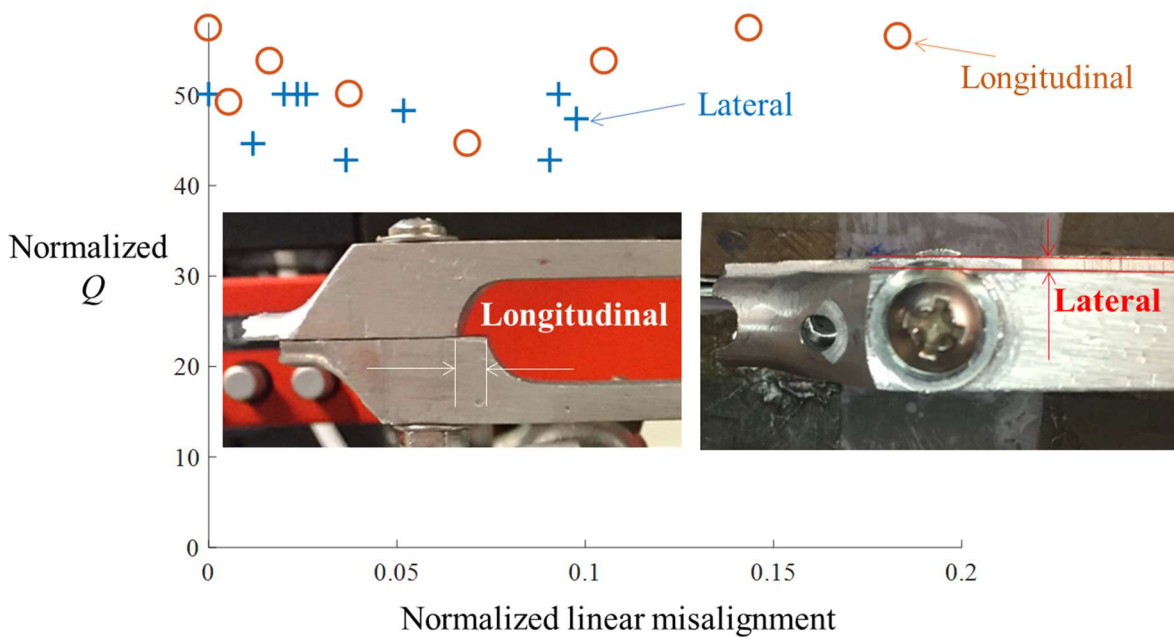 Longitudinal
50
Lateral
40
Normalized
Q
30
Longitudinal
Lateral
20
10
0
0
0.05
0.1
0.15
0.2
Normalized linear misalignment